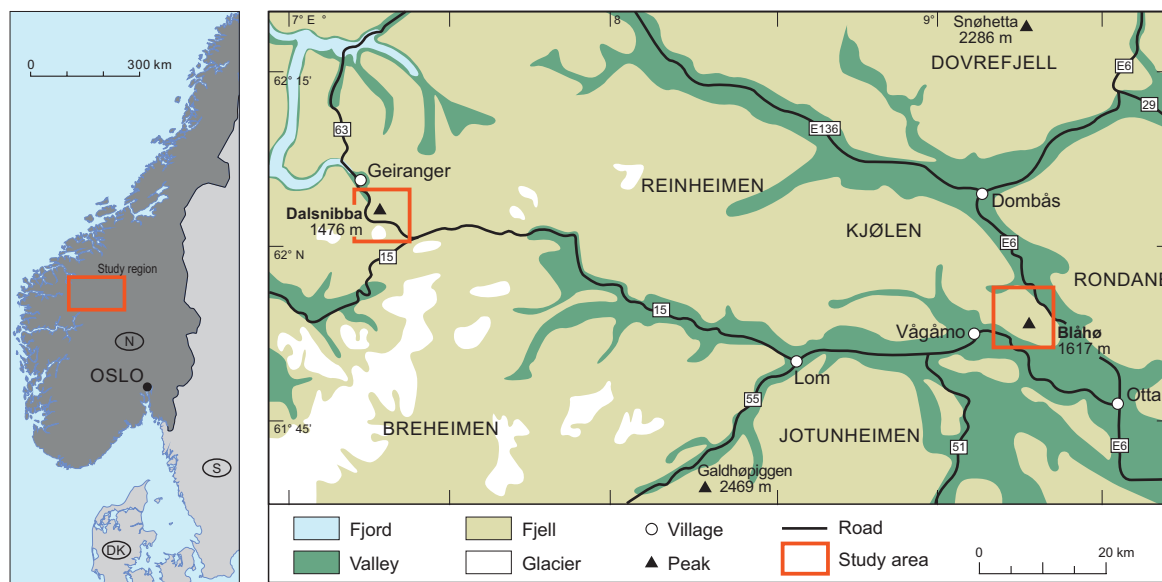 0 300 km
Study region
N
OSLO
S
DK
7° E °
8
9°
62° 15'
62° N
61° 45'
Snøhetta
2286 m
DOVREFJELL
E6
29
63
E136
Geiranger
REINHEIMEN
Dombås
Dalsnibba
1476 m
KJØLEN
15
E6
RONDANE
15
Vågåmo
Blåhø
1617 m
Lom
55
Otta
BREHEIMEN
JOTUNHEIMEN
51
E6
Galdhøpiggen
2469 m
Fjord
Fjell
Village
Road
Valley
Glacier
Peak
Study area
0 20 km